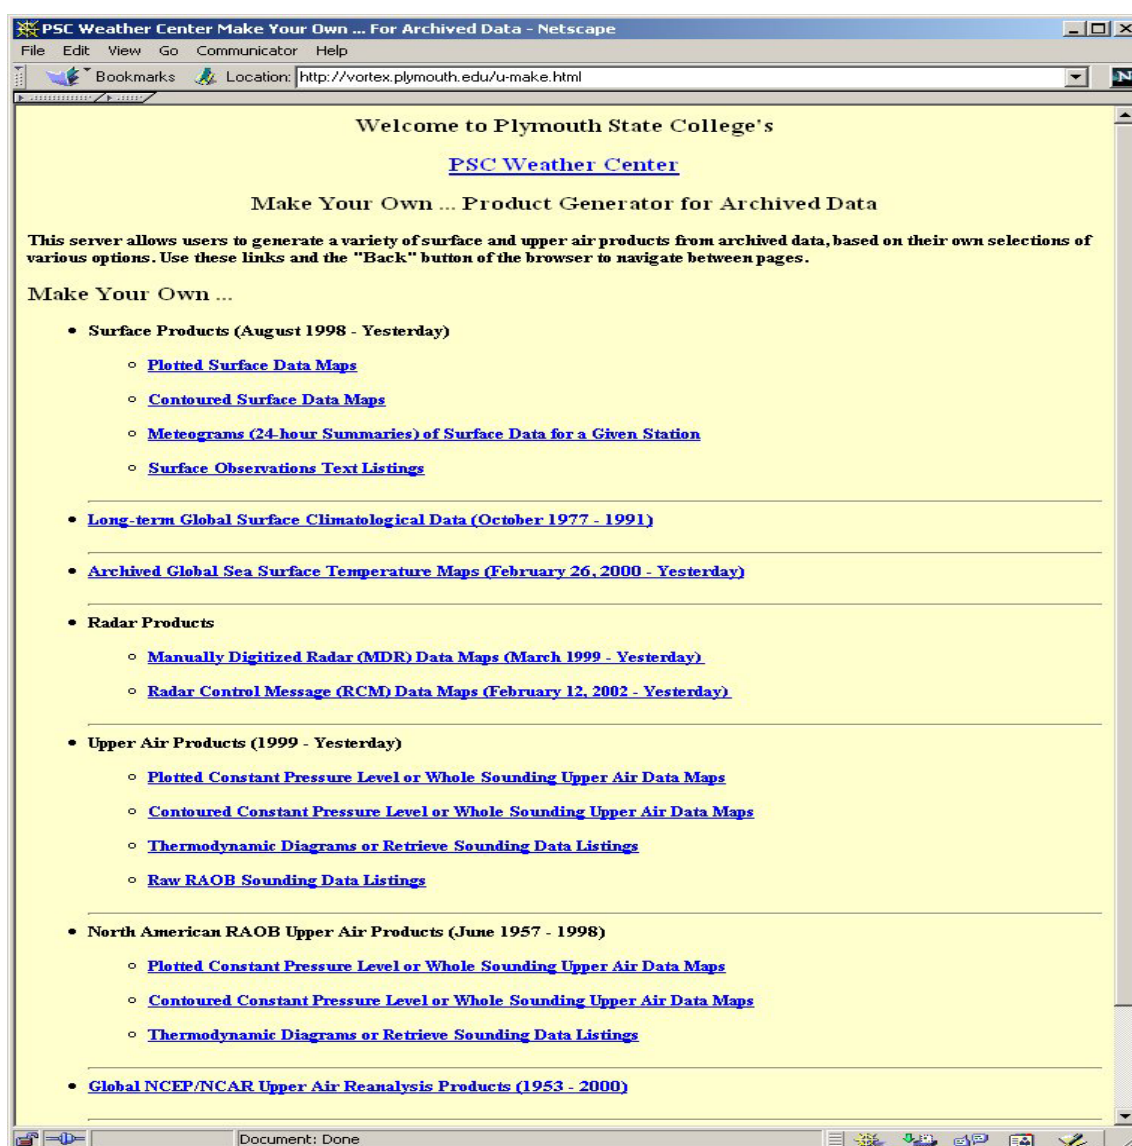 PSC Weather Center Make Your Own ... For Archived Data - Netscape
File Edit View Go Communicator Help
Bookmarks Location: http://vortex.plymouth.edu/u-make.html
N
Welcome to Plymouth State College's
PSC Weather Center
Make Your Own ... Product Generator for Archived Data
This server allows users to generate a variety of surface and upper air products from archived data, based on their own selections of
various options. Use these links and the "Back" button of the browser to navigate between pages.
Make Your Own ...
Surface Products (August 1998 - Yesterday)
Plotted Surface Data Maps
Contoured Surface Data Maps
Meteograms (24-hour Summaries) of Surface Data for a Given Station
Surface Observations Text Listings
Long-term Global Surface Climatological Data (October 1977 - 1991)
Archived Global Sea Surface Temperature Maps (February 26, 2000 - Yesterday)
Radar Products
Manually Digitized Radar (MDR) Data Maps (March 1999 - Yesterday)
Radar Control Message (RCM) Data Maps (February 12, 2002 - Yesterday)
Upper Air Products (1999 - Yesterday)
Plotted Constant Pressure Level or Whole Sounding Upper Air Data Maps
Contoured Constant Pressure Level or Whole Sounding Upper Air Data Maps
Thermodynamic Diagrams or Retrieve Sounding Data Listings
Raw RAOB Sounding Data Listings
North American RAOB Upper Air Products (June 1957 - 1998)
Plotted Constant Pressure Level or Whole Sounding Upper Air Data Maps
Contoured Constant Pressure Level or Whole Sounding Upper Air Data Maps
Thermodynamic Diagrams or Retrieve Sounding Data Listings
Global NCEP/NCAR Upper Air Reanalysis Products (1953 - 2000)
Document: Done